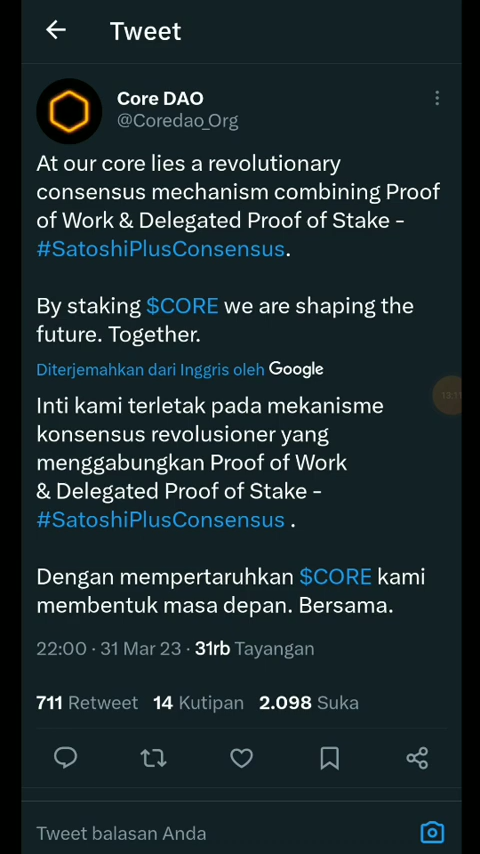 Tweet
Core DAO
@Coredao_Org
At our core lies a revolutionary
consensus mechanism combining Proof
of Work & Delegated Proof of Stake -
#SatoshiPlusConsensus.
By staking $CORE we are shaping the
future. Together.
Diterjemahkan dari Inggris oleh Google
Inti kami terletak pada mekanisme
konsensus revolusioner yang
menggabungkan Proof of Work
& Delegated Proof of Stake -
#SatoshiPlusConsensus .
Dengan mempertaruhkan $CORE kami
membentuk masa depan. Bersama.
22:00 · 31 Mar 23 · 31rb Tayangan
711 Retweet 14 Kutipan 2.098 Suka
Tweet balasan Anda